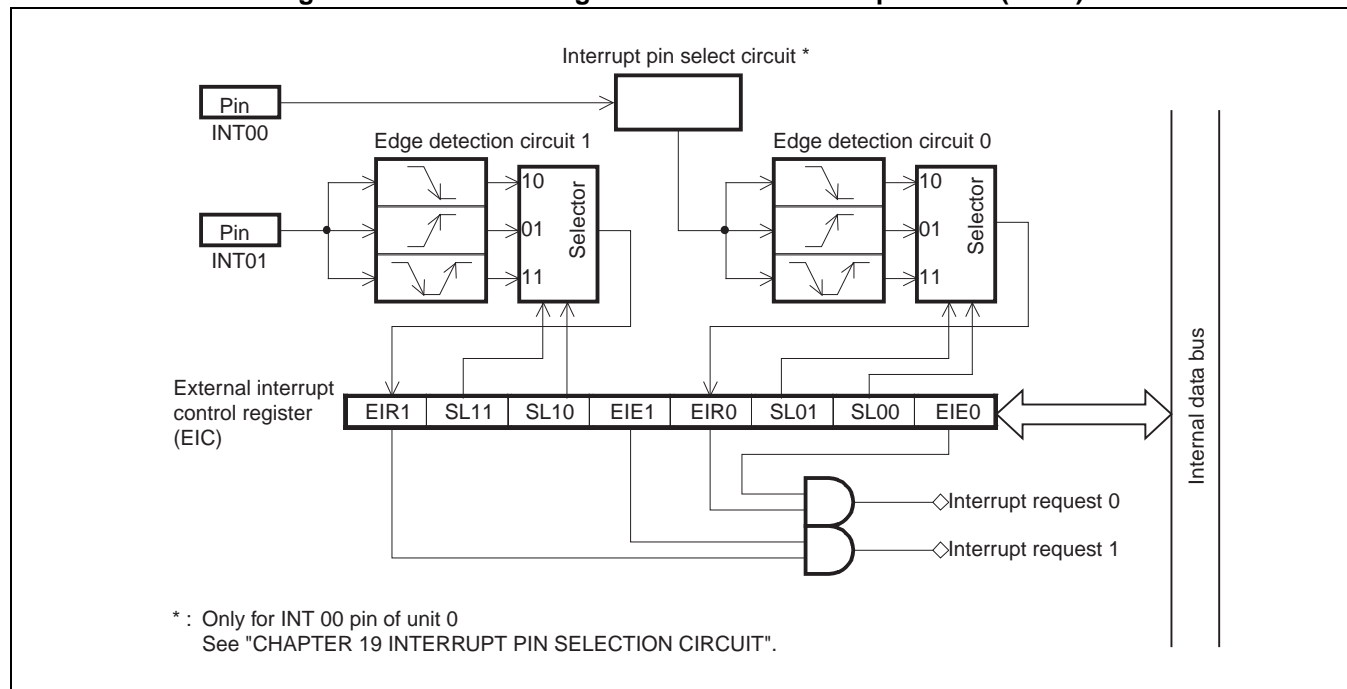 Interrupt pin select circuit *
Pin
INT00
Edge detection circuit 1
Edge detection circuit 0
10
01
11
Selector
10
01
11
Selector
Pin
INT01
External interrupt
control register
(EIC)
EIR1 SL11 SL10 EIE1 EIR0 SL01 SL00 EIE0
Internal data bus
Interrupt request 0
Interrupt request 1
* : Only for INT 00 pin of unit 0
See "CHAPTER 19 INTERRUPT PIN SELECTION CIRCUIT".